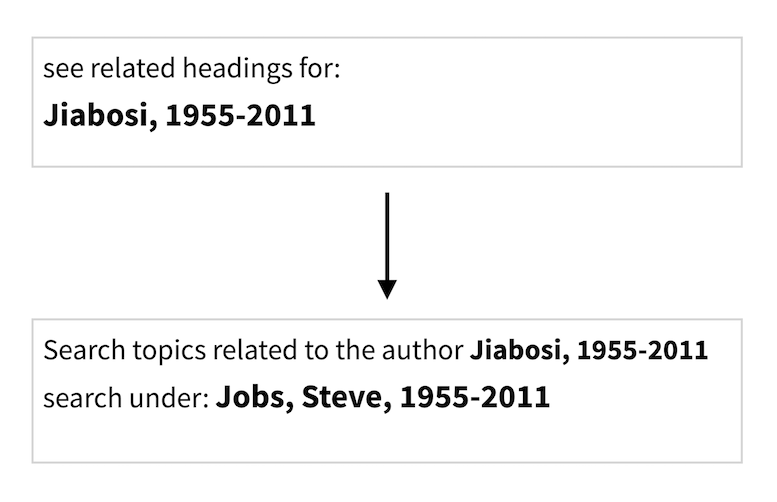 see related headings for:
Jiabosi, 1955-2011
Search topics related to the author Jiabosi, 1955-2011
search under: Jobs, Steve, 1955-2011